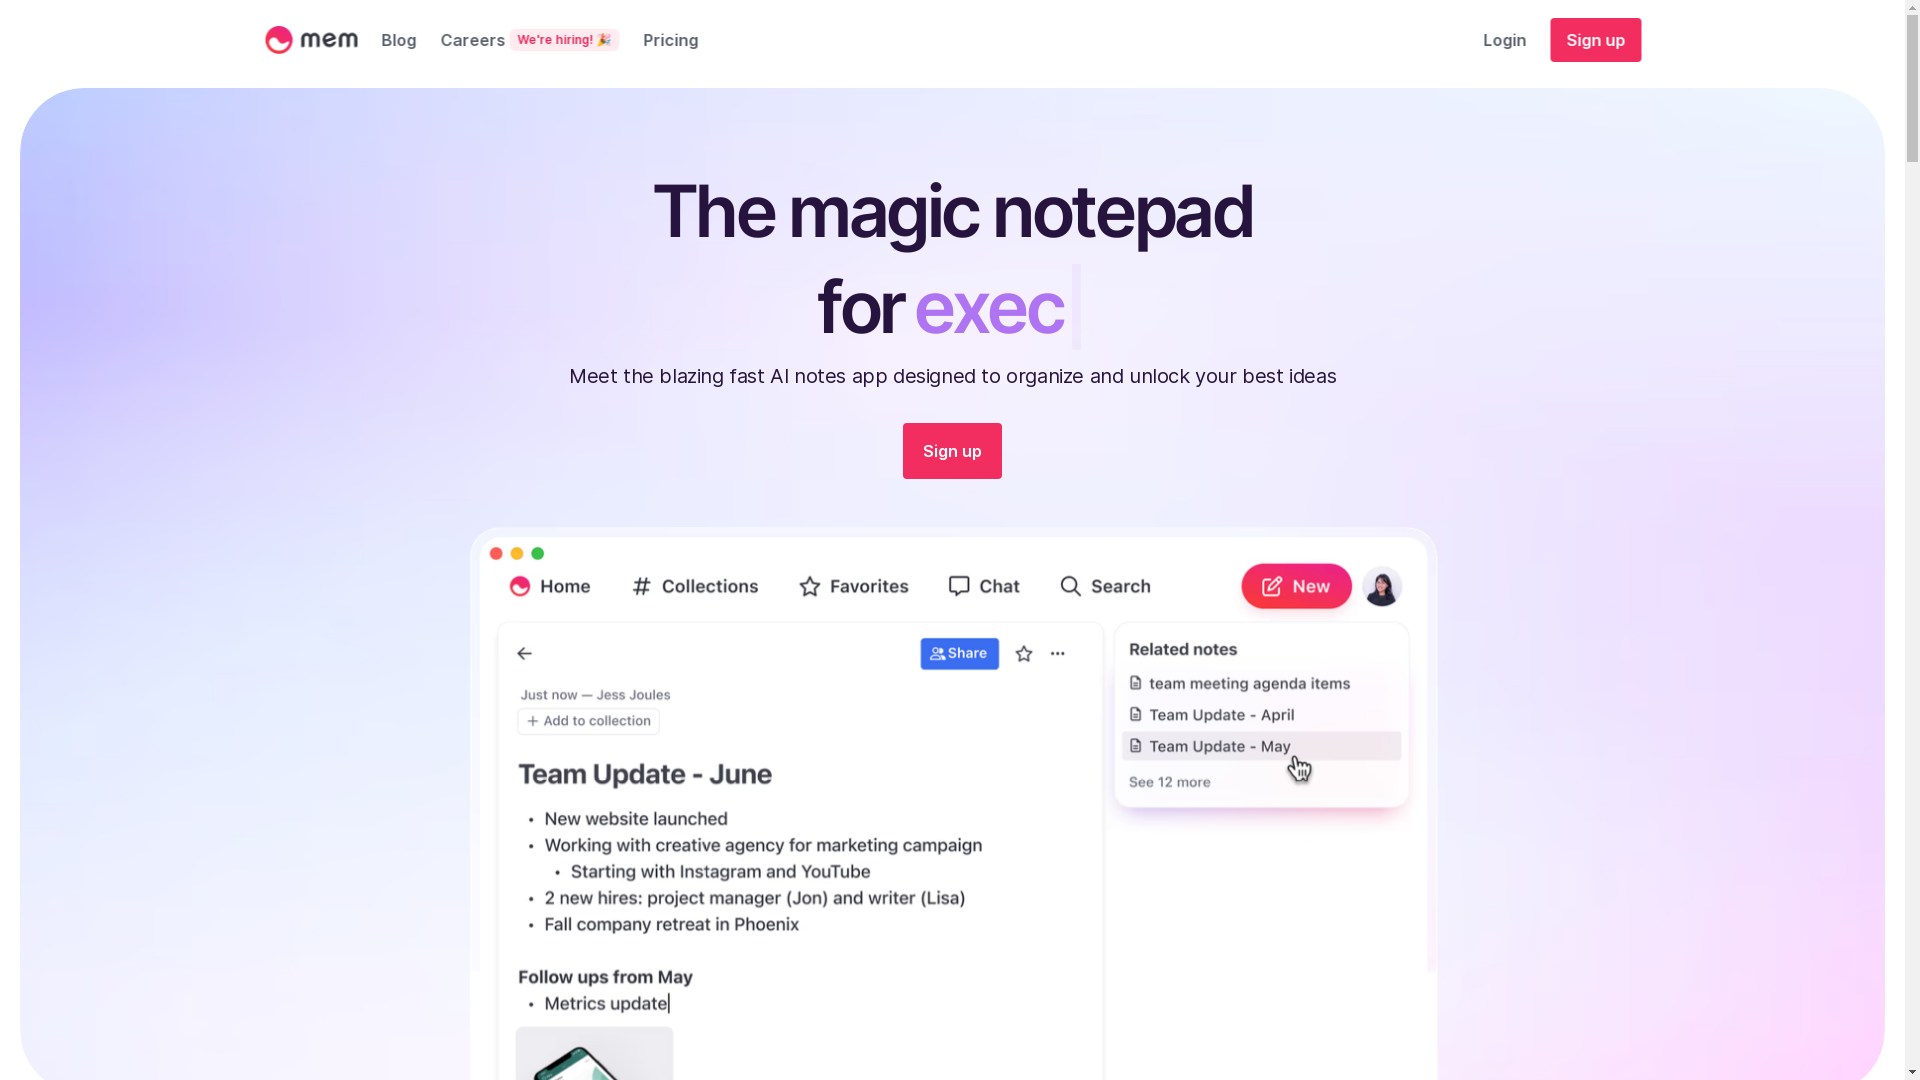 mem Blog Careers We're hiring! 🎉 Pricing Login Sign up
The magic notepad
for exec
Meet the blazing fast AI notes app designed to organize and unlock your best ideas
Sign up
Home # Collections Favorites Chat Search New
Share
Just now — Jess Joules
+ Add to collection
Team Update - June
• New website launched
• Working with creative agency for marketing campaign
• Starting with Instagram and YouTube
• 2 new hires: project manager (Jon) and writer (Lisa)
• Fall company retreat in Phoenix
Follow ups from May
• Metrics update
Related notes
team meeting agenda items
Team Update - April
Team Update - May
See 12 more